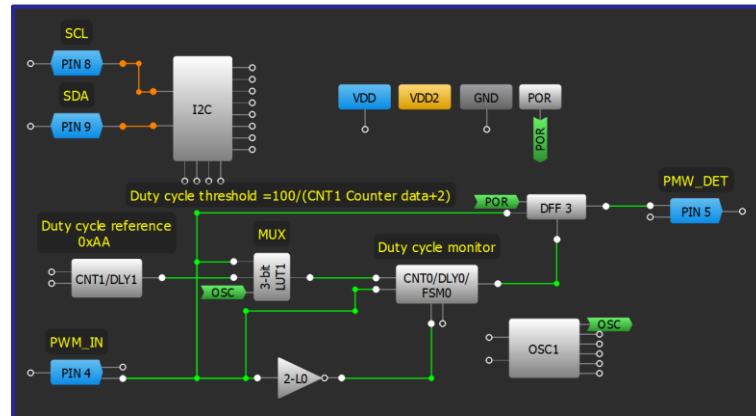 SCL
PIN 8
SDA
PIN 9
I2C
VDD
VDD2
GND
POR
POR
Duty cycle threshold =100/(CNT1 Counter data+2)
POR
DFF 3
PMW_DET
PIN 5
Duty cycle reference
0xAA
CNT1/DLY1
MUX
3-bit
LUT1
OSC
Duty cycle monitor
CNT0/DLY0/
FSM0
OSC
OSC1
PWM_IN
PIN 4
2-L0